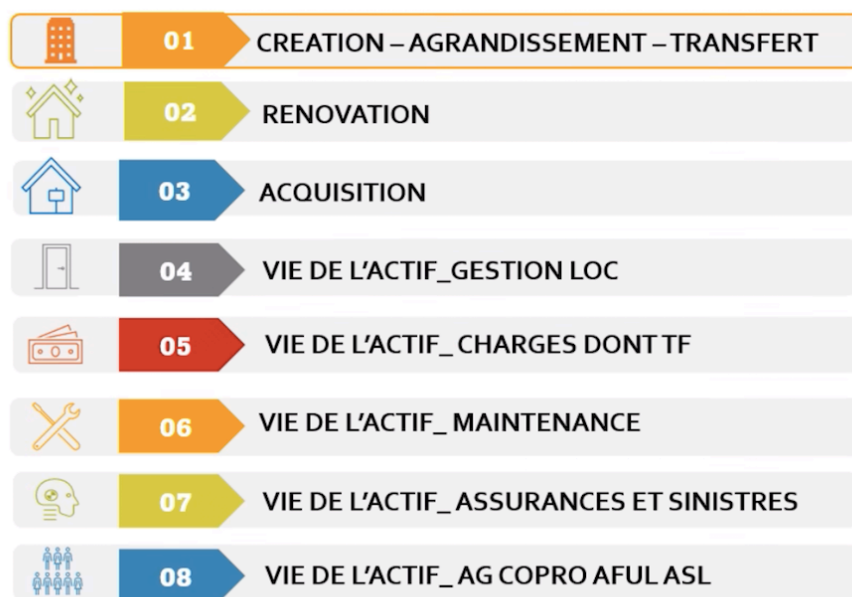 01 CREATION – AGRANDISSEMENT – TRANSFERT
02 RENOVATION
03 ACQUISITION
04 VIE DE L’ACTIF_GESTION LOC
05 VIE DE L’ACTIF_ CHARGES DONT TF
06 VIE DE L’ACTIF_ MAINTENANCE
07 VIE DE L’ACTIF_ ASSURANCES ET SINISTRES
08 VIE DE L’ACTIF_ AG COPRO AFUL ASL